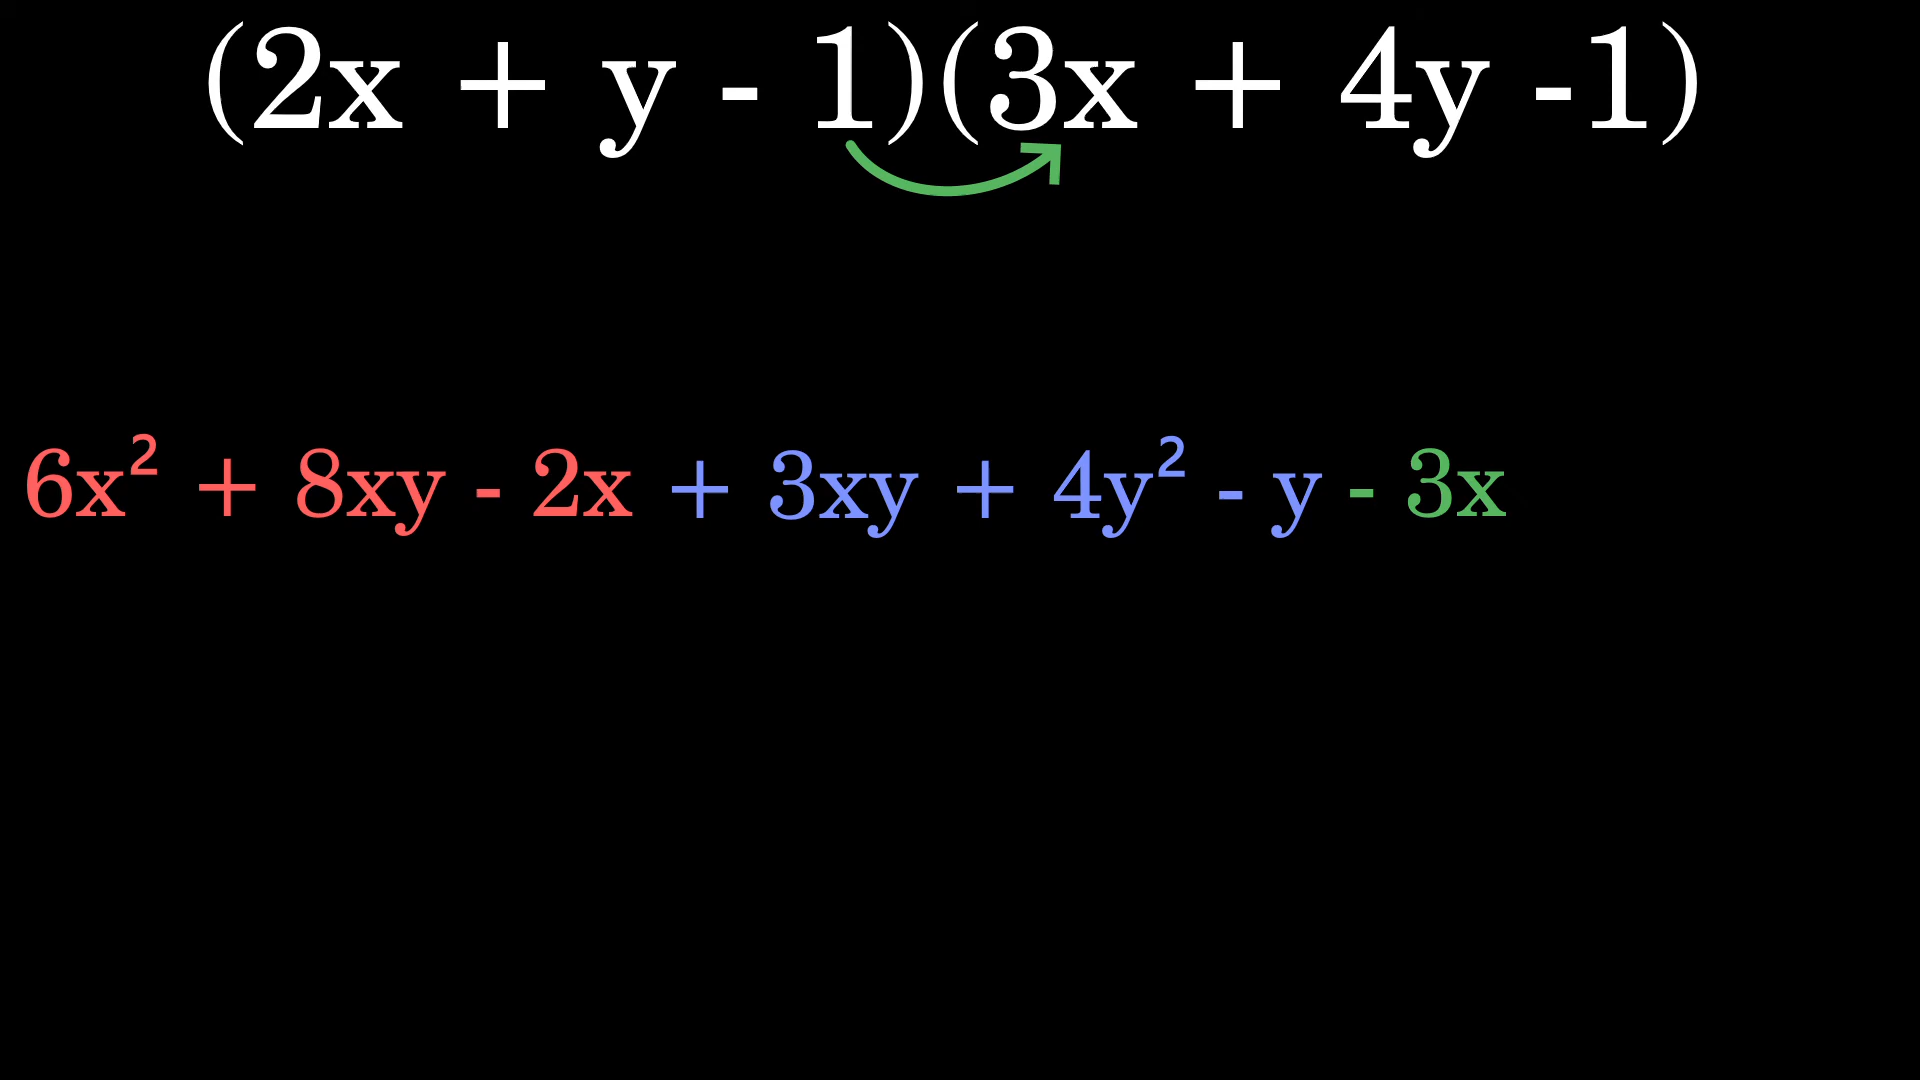 (2x + y - 1)(3x + 4y -1)
6x² + 8xy - 2x + 3xy + 4y² - y - 3x